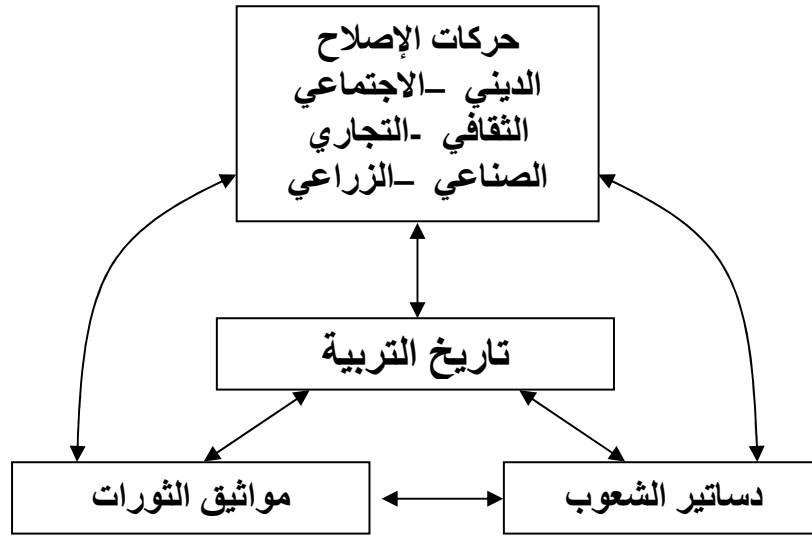 حركات الإصلاح
الديني –الاجتماعي
الثقافي -التجاري
الصناعي –الزراعي
تاريخ التربية
دساتير الشعوب
مواثيق الثورات